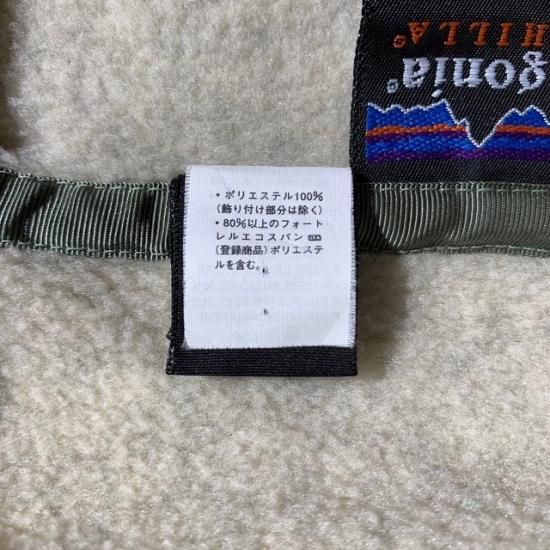 ・ポリエステル100%
(飾り付け部分は除く)
・80%以上のフォート
レルエコスパン
(登録商品)ポリエステ
ルを含む。
gonia®
HILLA®